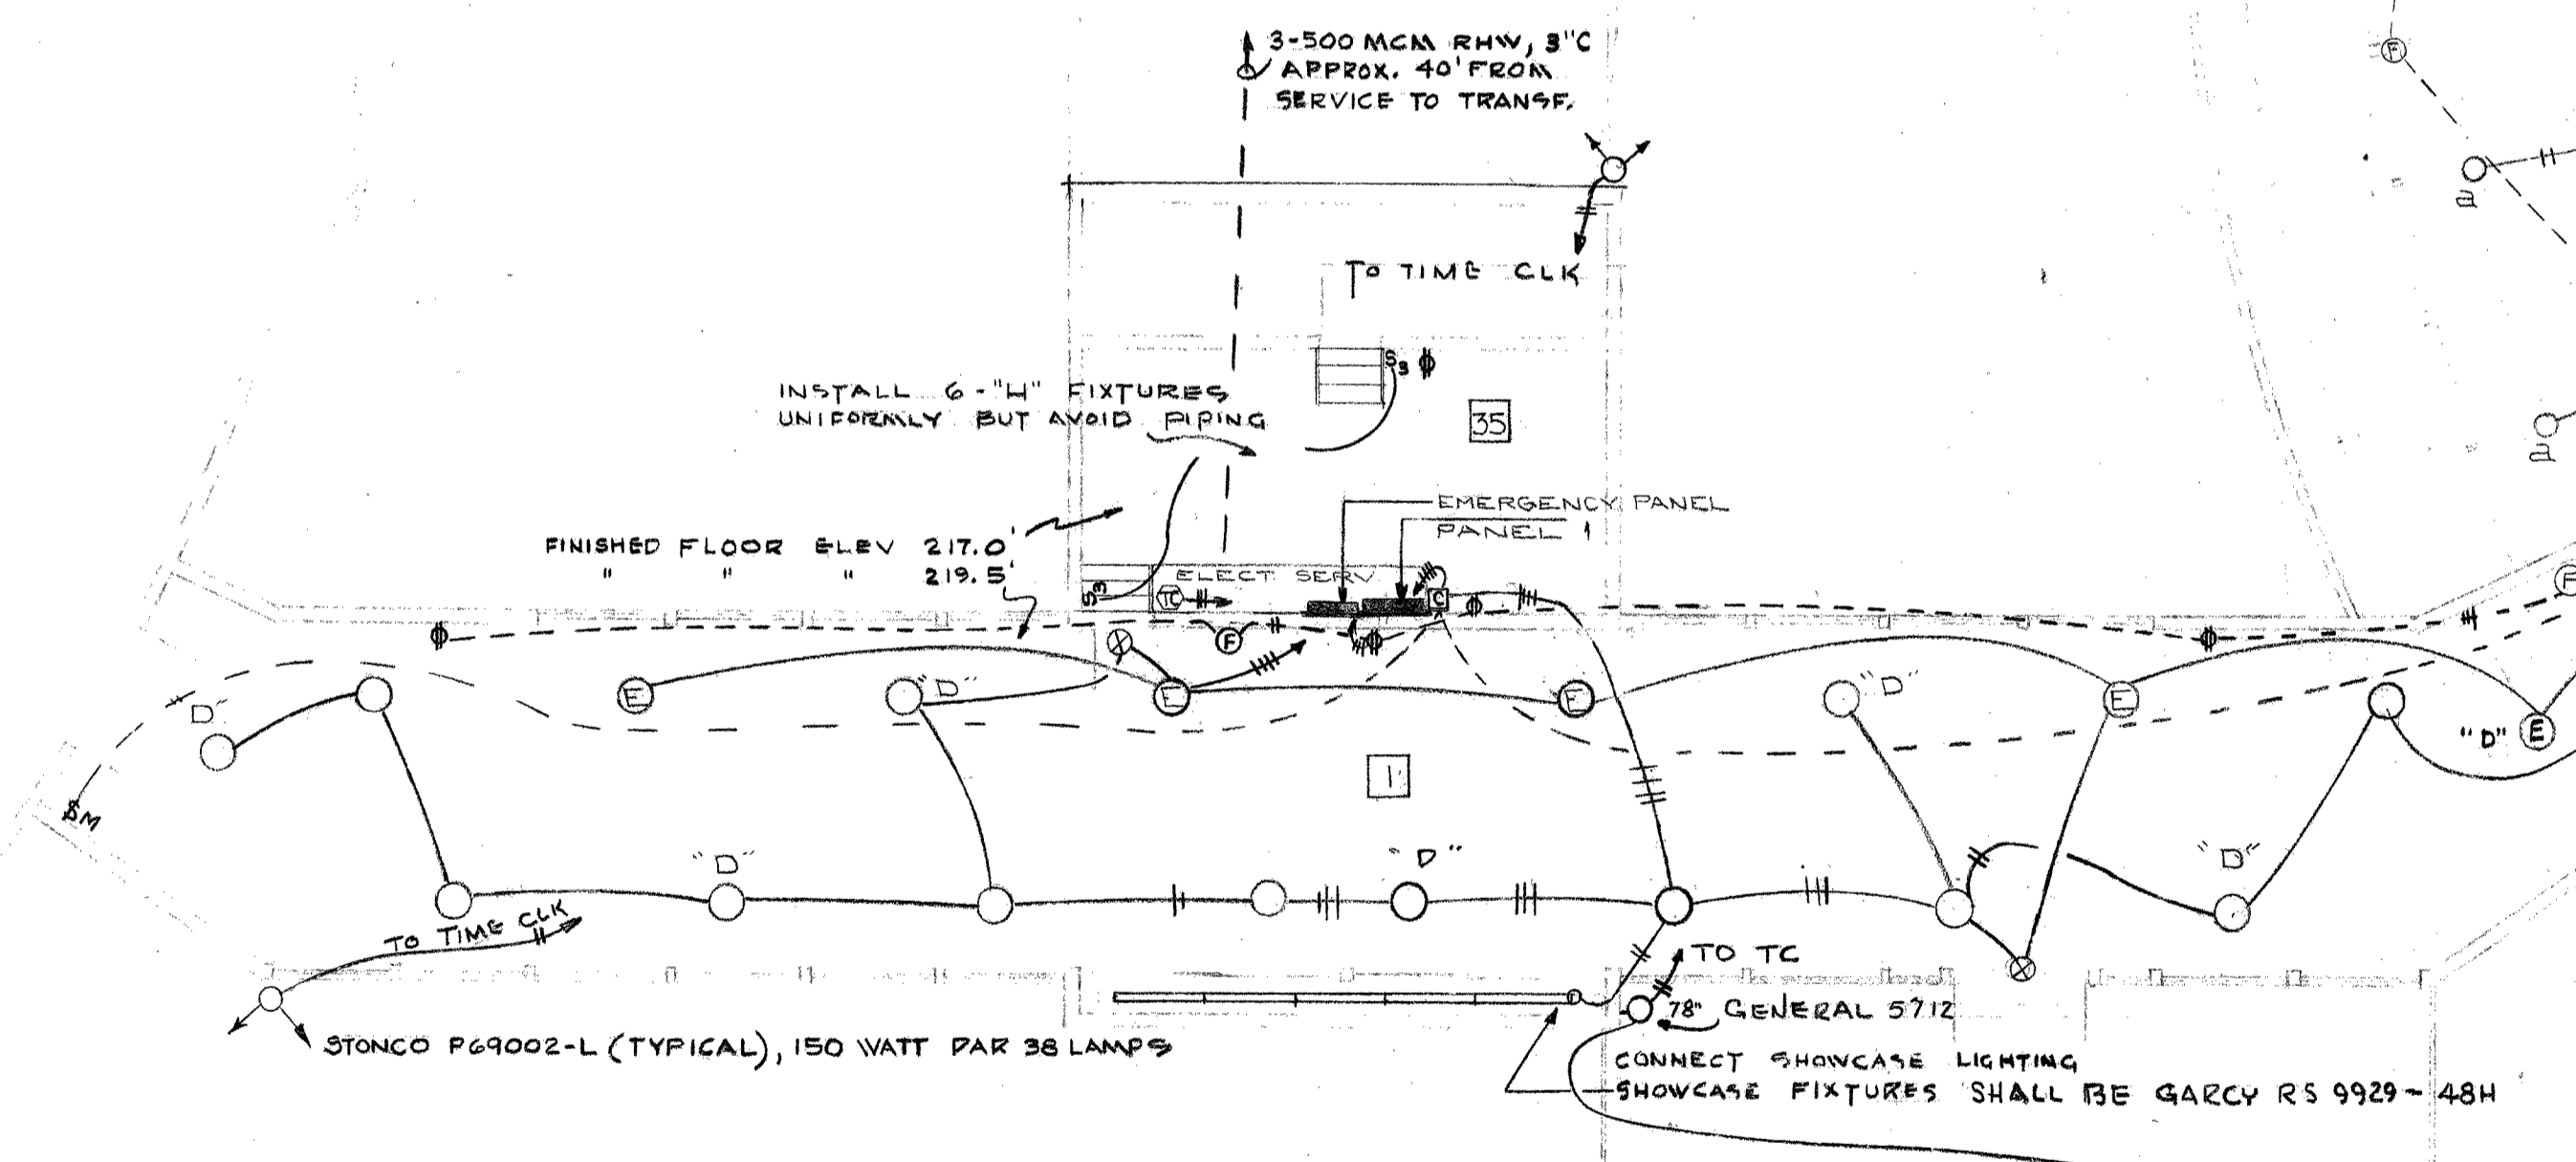 3-500 MCM RHW, 3"C
APPROX. 40' FROM
SERVICE TO TRANSF.
F
a
TO TIME CLK
S3
INSTALL 6-"H" FIXTURES
UNIFORMLY BUT AVOID PIPING
35
a
EMERGENCY PANEL
PANEL 1
FINISHED FLOOR ELEV 217.0'
" " " 219.5'
ELECT SERV
S3
TC
C
F
F
"D"
E
"D"
E
E
"D"
E
"D"
E
1
$M
"D"
"D"
"D"
TO TIME CLK
TO TC
78" GENERAL 5712
STONCO P69002-L (TYPICAL), 150 WATT PAR 38 LAMPS
CONNECT SHOWCASE LIGHTING
SHOWCASE FIXTURES SHALL BE GARCY RS 9929-48H